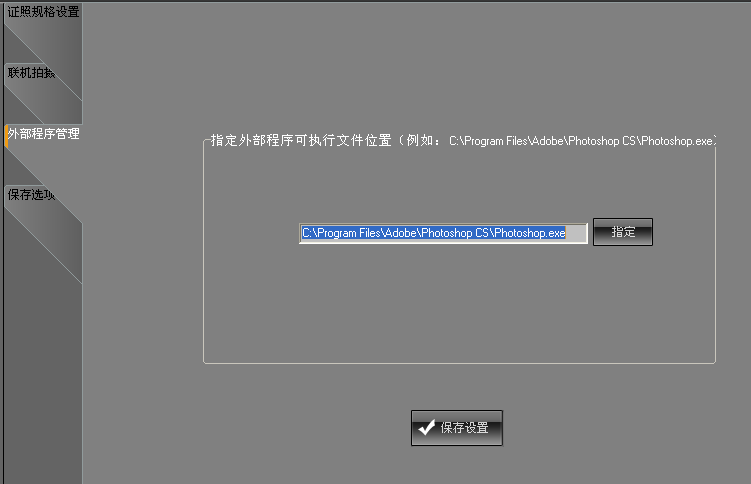 证照规格设置
联机拍
外部程序管理
保存选项
指定外部程序可执行文件位置（例如：C:\Program Files\Adobe\Photoshop CS\Photoshop.exe）
C:\Program Files\Adobe\Photoshop CS\Photoshop.exe
指定
保存设置